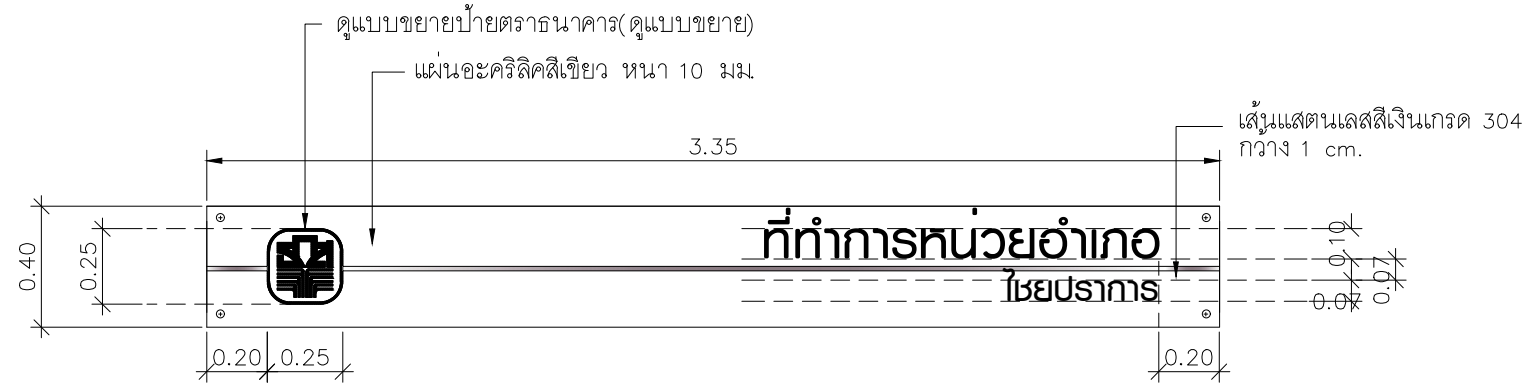 ดูแบบขยายป้ายตราธนาคาร(ดูแบบขยาย)
แผ่นอะคริลิคสีเขียว หนา 10 มม.
เส้นแสตนเลสสีเงินเกรด 304
กว้าง 1 cm.
3.35
0.40
0.25
ที่ทำการหน่วยอำเภอ
ไชยปราการ
0.10
0.07
0.07
0.20
0.25
0.20